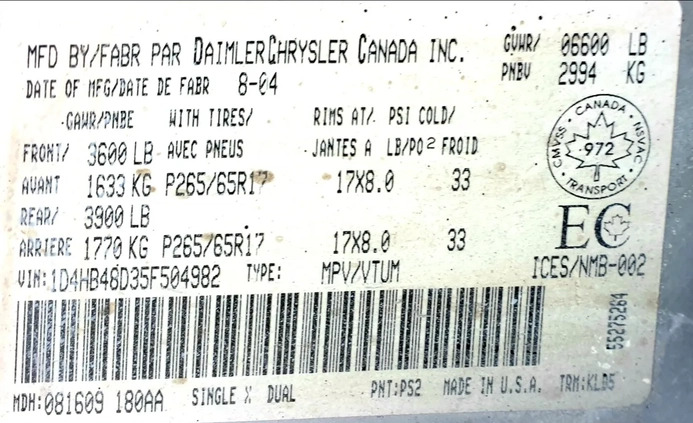 MFD BY/FABR PAR DAIMLERCHRYSLER CANADA INC.
GVWR/ 06600 LB
PNBV 2994 KG
DATE OF MFG/DATE DE FABR 8-04
GAWR/PNBE WITH TIRES/ RIMS AT/ PSI COLD/
FRONT/ 3600 LB AVEC PNEUS JANTES A LB/PO² FROID
AVANT 1633 KG P265/65R17 17X8.0 33
REAR/ 3900 LB
ARRIERE 1770 KG P265/65R17 17X8.0 33
CANADA
CMVSS · NSVAC
972
TRANSPORT
EC
ICES/NMB-002
VIN:1D4HB48D35F504982 TYPE: MPV/VTUM
55275264
MDH:081609 180AA SINGLE X DUAL PNT:PS2 MADE IN U.S.A. TRM:KLD5